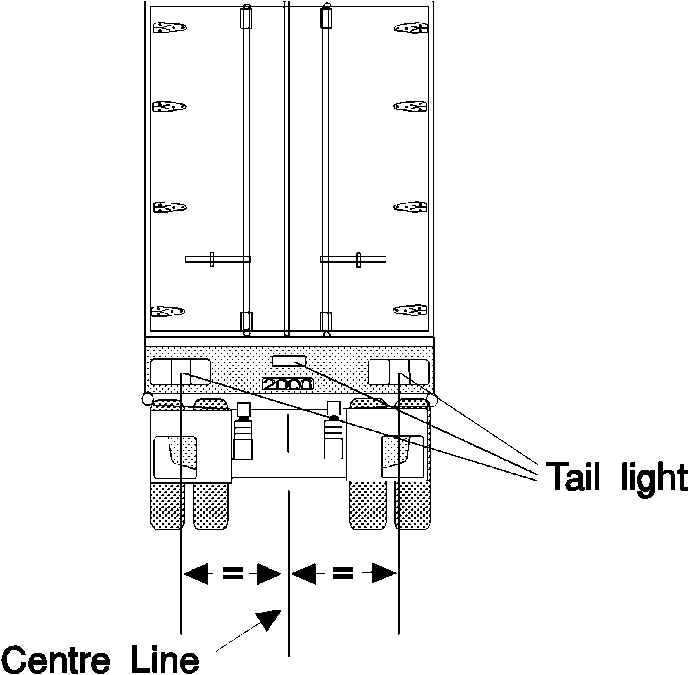 2000
Tail light
= =
Centre Line